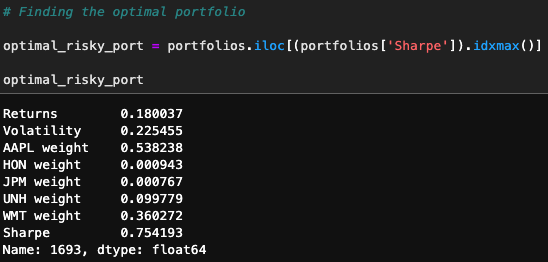 # Finding the optimal portfolio
optimal_risky_port = portfolios.iloc[(portfolios['Sharpe']).idxmax()]
optimal_risky_port
Returns 0.180037
Volatility 0.225455
AAPL weight 0.538238
HON weight 0.000943
JPM weight 0.000767
UNH weight 0.099779
WMT weight 0.360272
Sharpe 0.754193
Name: 1693, dtype: float64